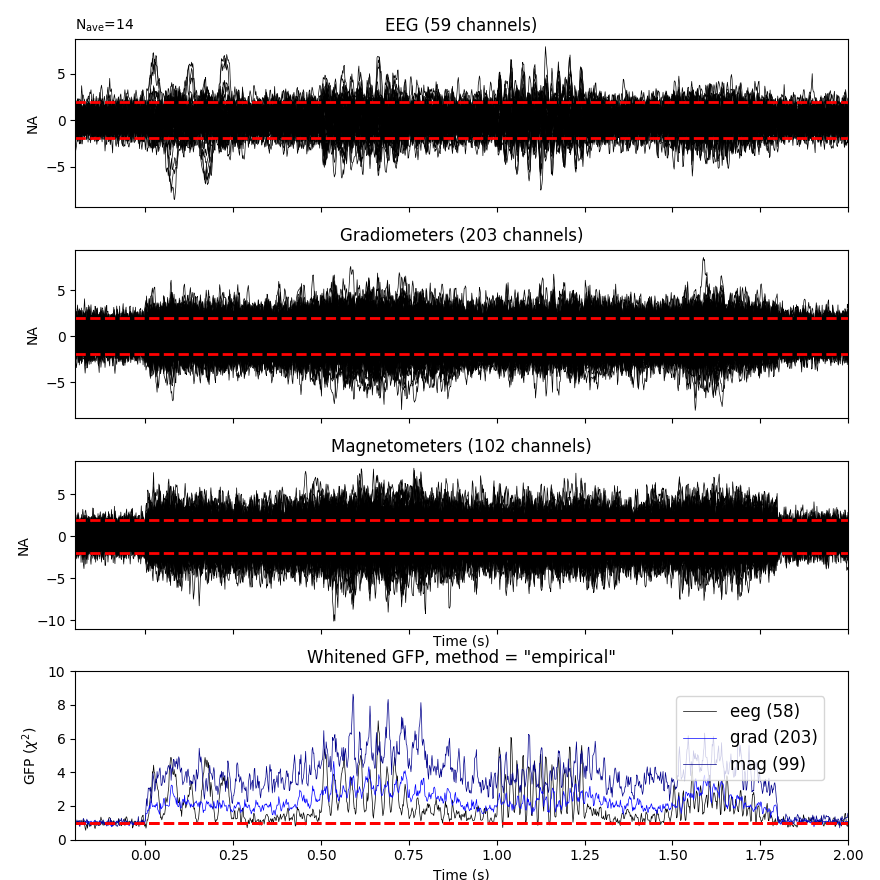 Nave=14
EEG (59 channels)
NA
5
0
−5
Gradiometers (203 channels)
NA
5
0
−5
Magnetometers (102 channels)
NA
5
0
−5
−10
Time (s)
Whitened GFP, method = "empirical"
GFP (χ²)
10
8
6
4
2
0
eeg (58)
grad (203)
mag (99)
0.00 0.25 0.50 0.75 1.00 1.25 1.50 1.75 2.00
Time (s)